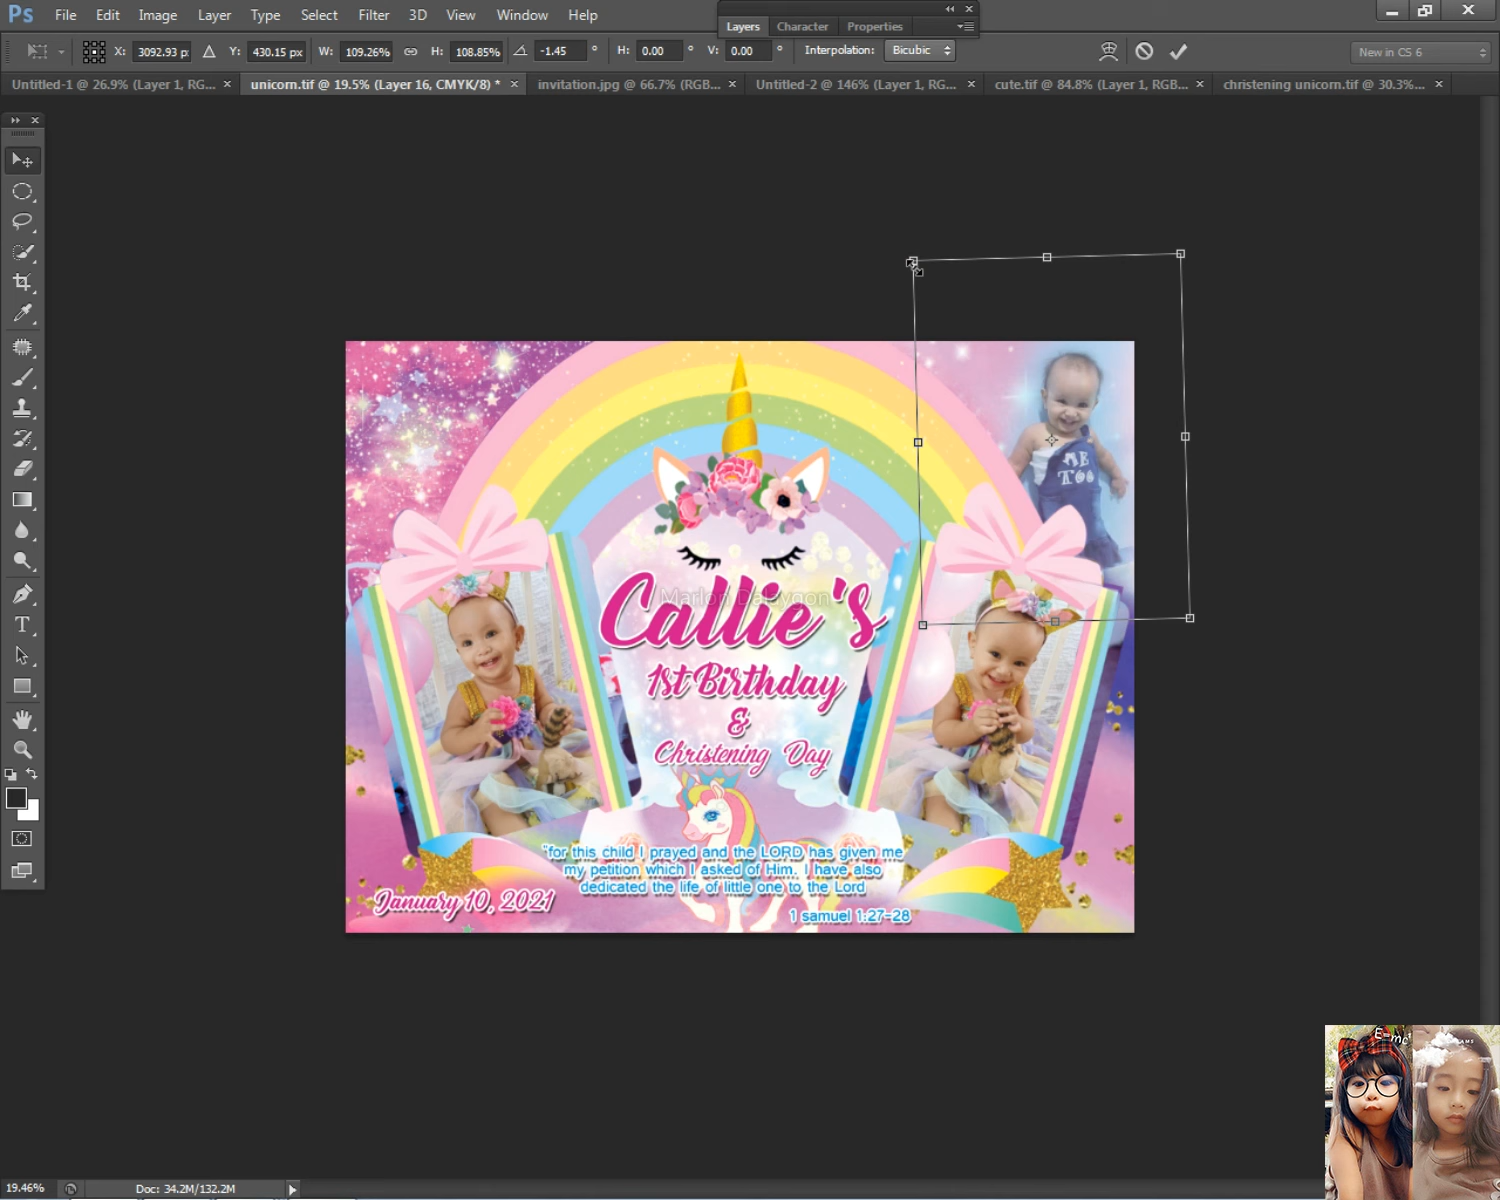 Ps File Edit Image Layer Type Select Filter 3D View Window Help
Layers Character Properties
X: 3092.93 p Y: 430.15 px W: 109.26% H: 108.85% -1.45 ° H: 0.00 ° V: 0.00 ° Interpolation: Bicubic New in CS 6
Untitled-1 @ 26.9% (Layer 1, RG... × unicorn.tif @ 19.5% (Layer 16, CMYK/8) * × invitation.jpg @ 66.7% (RGB... × Untitled-2 @ 146% (Layer 1, RG... × cute.tif @ 84.8% (Layer 1, RGB... × christening unicorn.tif @ 30.3%... ×
ME
TOO
Callie's
Marlon Dalaygon
1st Birthday
&
Christening Day
"for this child I prayed and the LORD has given me
my petition which I asked of Him. I have also
dedicated the life of little one to the Lord
1 samuel 1:27-28
January 10, 2021
19.46% Doc: 34.2M/132.2M